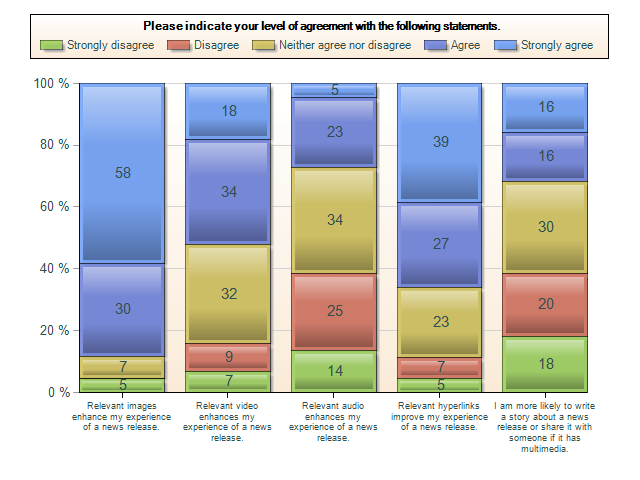 Please indicate your level of agreement with the following statements.
Strongly disagree Disagree Neither agree nor disagree Agree Strongly agree
100 %
80 %
60 %
40 %
20 %
0 %
58
30
7
5
18
34
32
9
7
5
23
34
25
14
39
27
23
7
5
16
16
30
20
18
Relevant images
enhance my experience
of a news release.
Relevant video
enhances my
experience of a news
release.
Relevant audio
enhances my
experience of a news
release.
Relevant hyperlinks
improve my experience
of a news release.
I am more likely to write
a story about a news
release or share it with
someone if it has
multimedia.